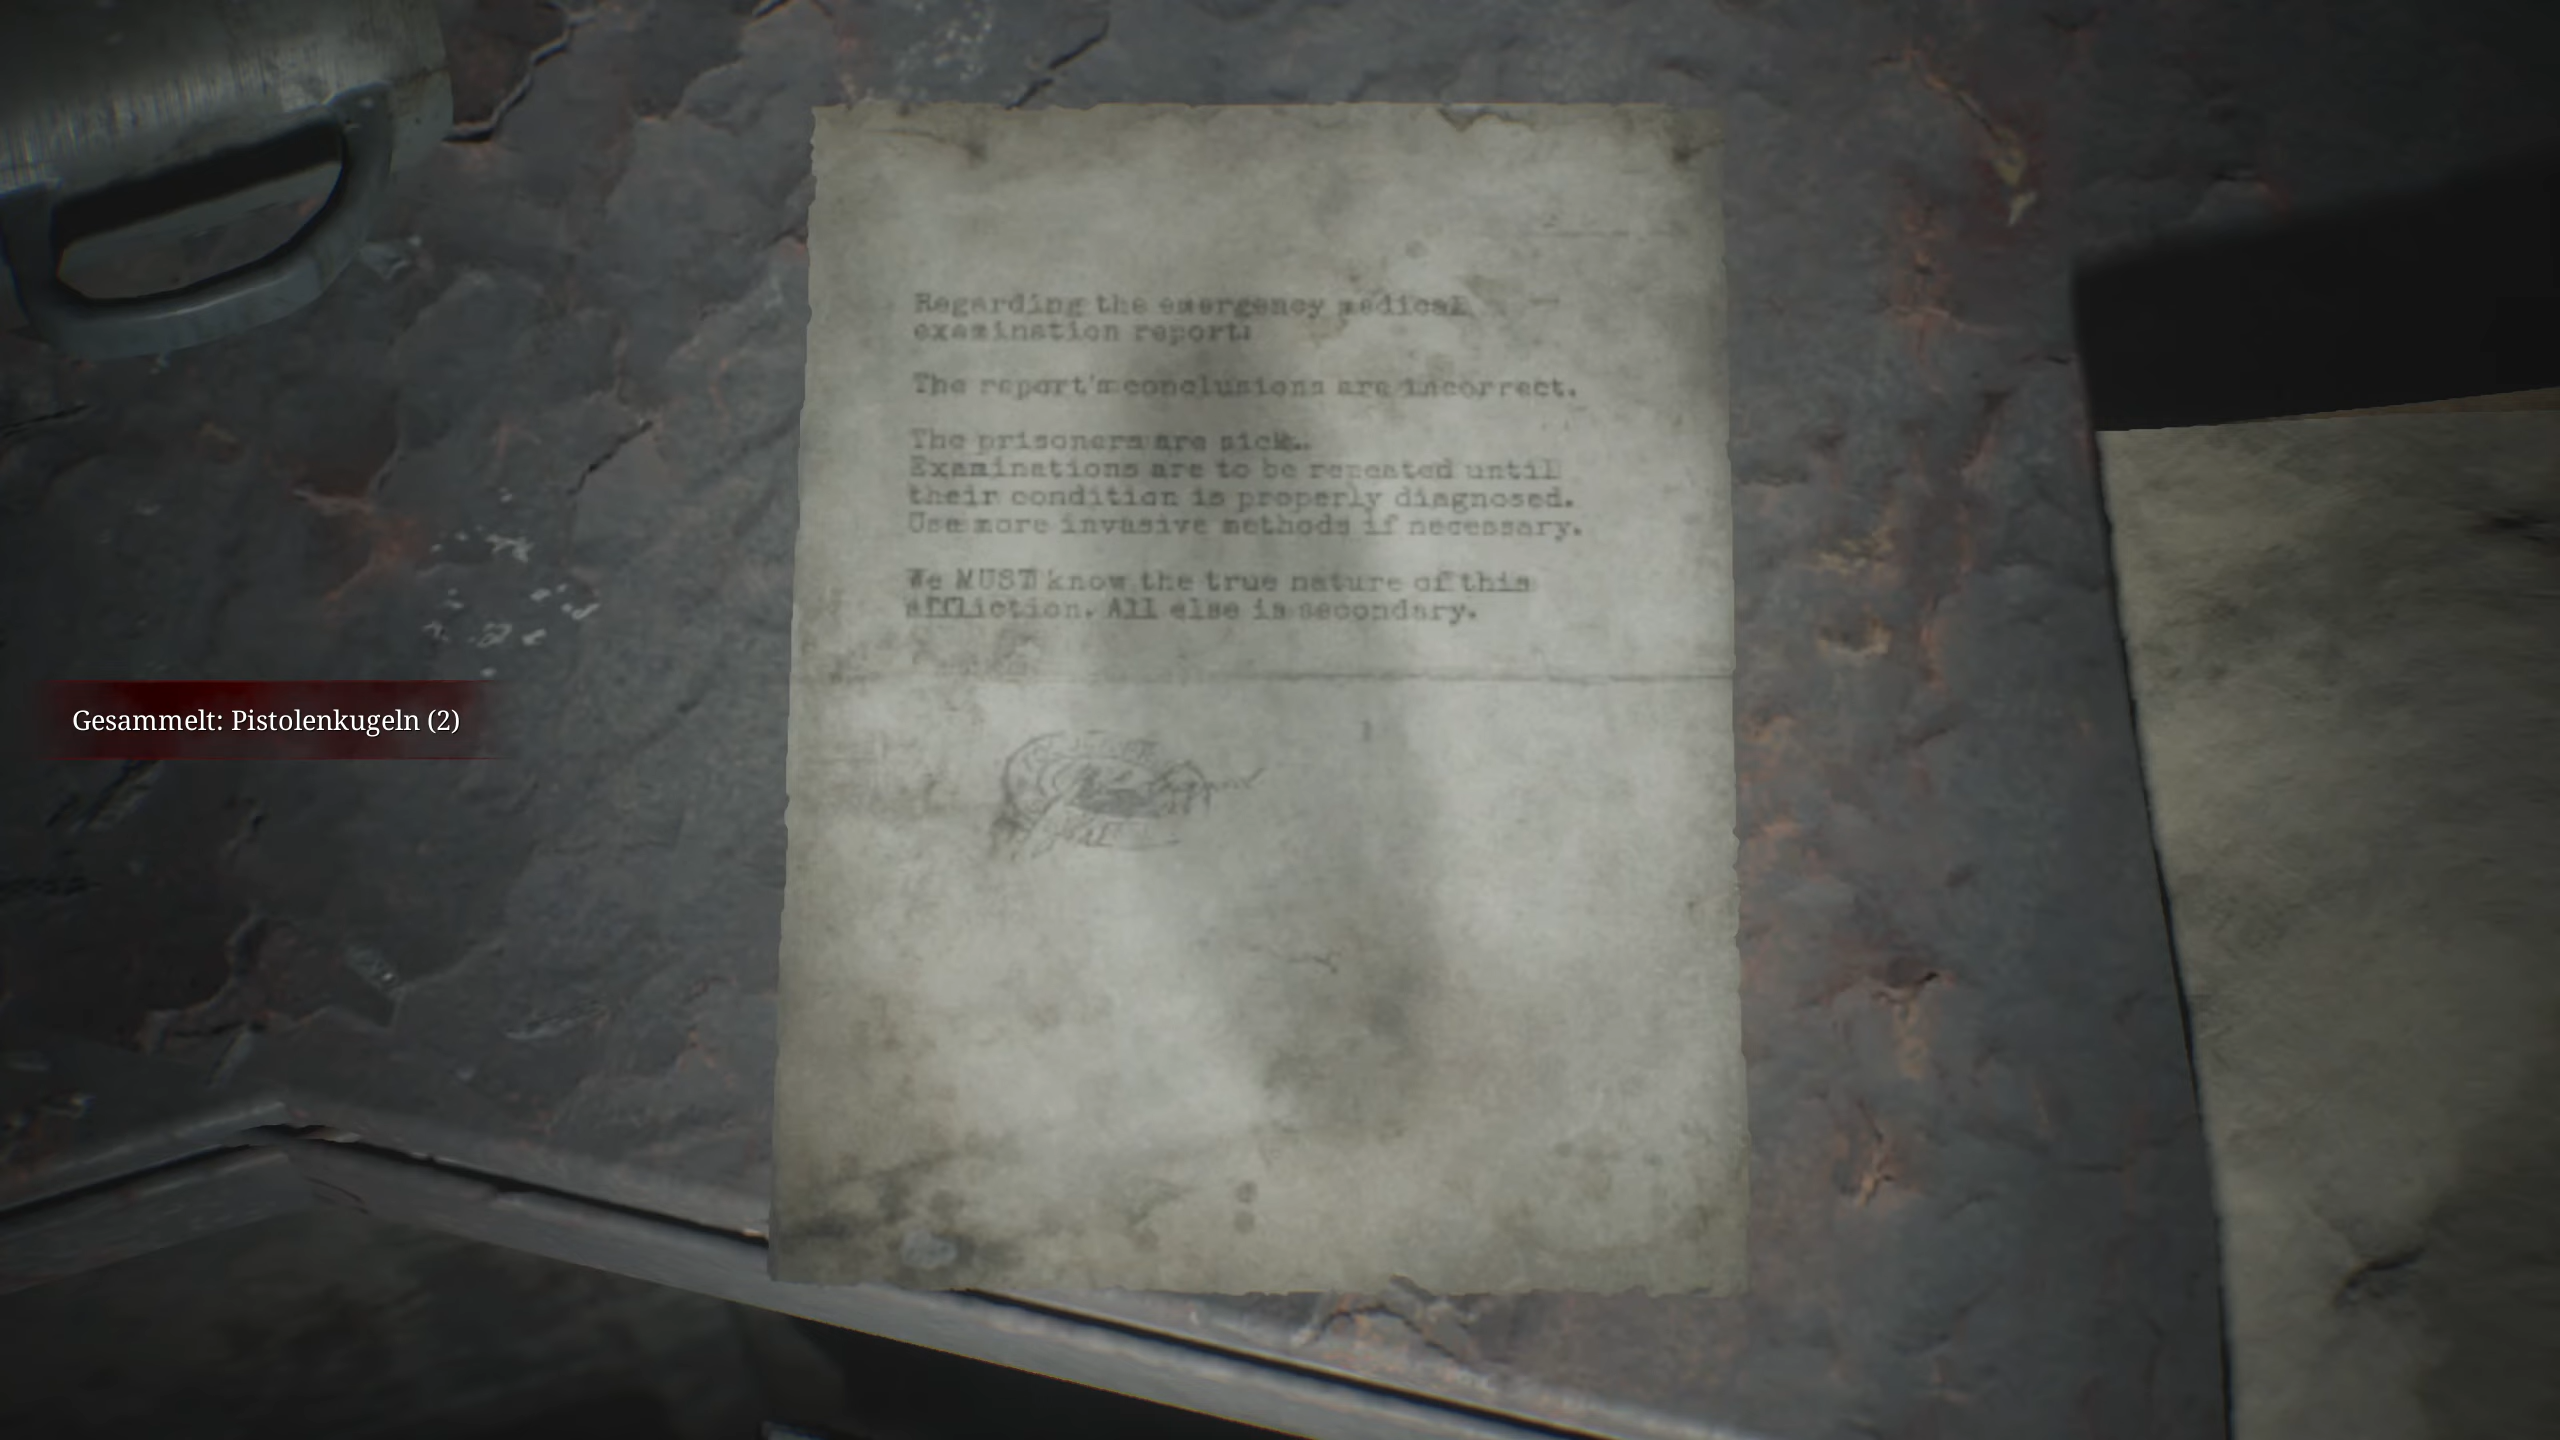 Regarding the emergency medical
examination report:
The report's conclusions are incorrect.
The prisoners are sick.
Examinations are to be repeated until
their condition is properly diagnosed.
Use more invasive methods if necessary.
We MUST know the true nature of this
affliction. All else is secondary.
Gesammelt: Pistolenkugeln (2)